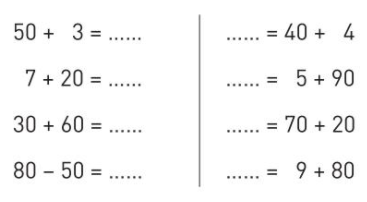 50 + 3 = ......
7 + 20 = ......
30 + 60 = ......
80 – 50 = ......
...... = 40 + 4
...... = 5 + 90
...... = 70 + 20
...... = 9 + 80